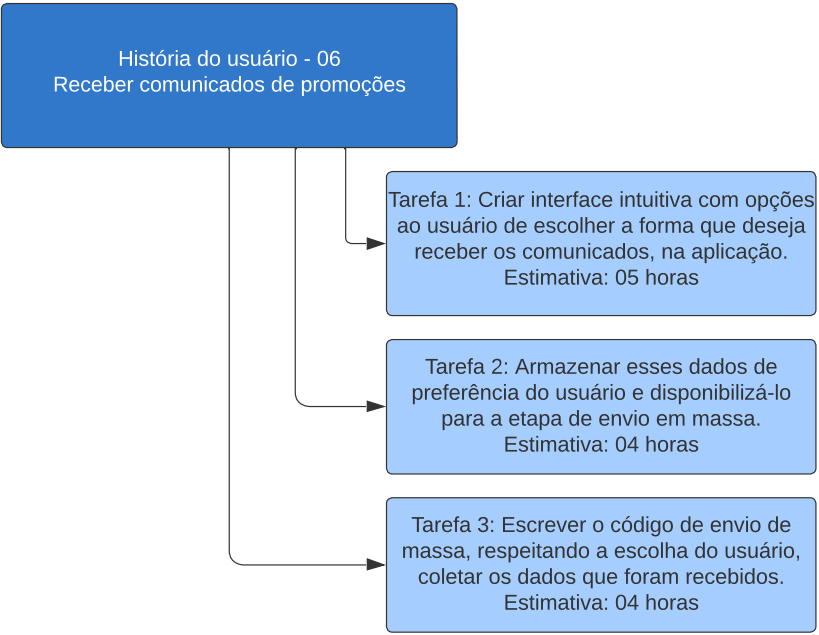 História do usuário - 06
Receber comunicados de promoções
Tarefa 1: Criar interface intuitiva com opções
ao usuário de escolher a forma que deseja
receber os comunicados, na aplicação.
Estimativa: 05 horas
Tarefa 2: Armazenar esses dados de
preferência do usuário e disponibilizá-lo
para a etapa de envio em massa.
Estimativa: 04 horas
Tarefa 3: Escrever o código de envio de
massa, respeitando a escolha do usuário,
coletar os dados que foram recebidos.
Estimativa: 04 horas